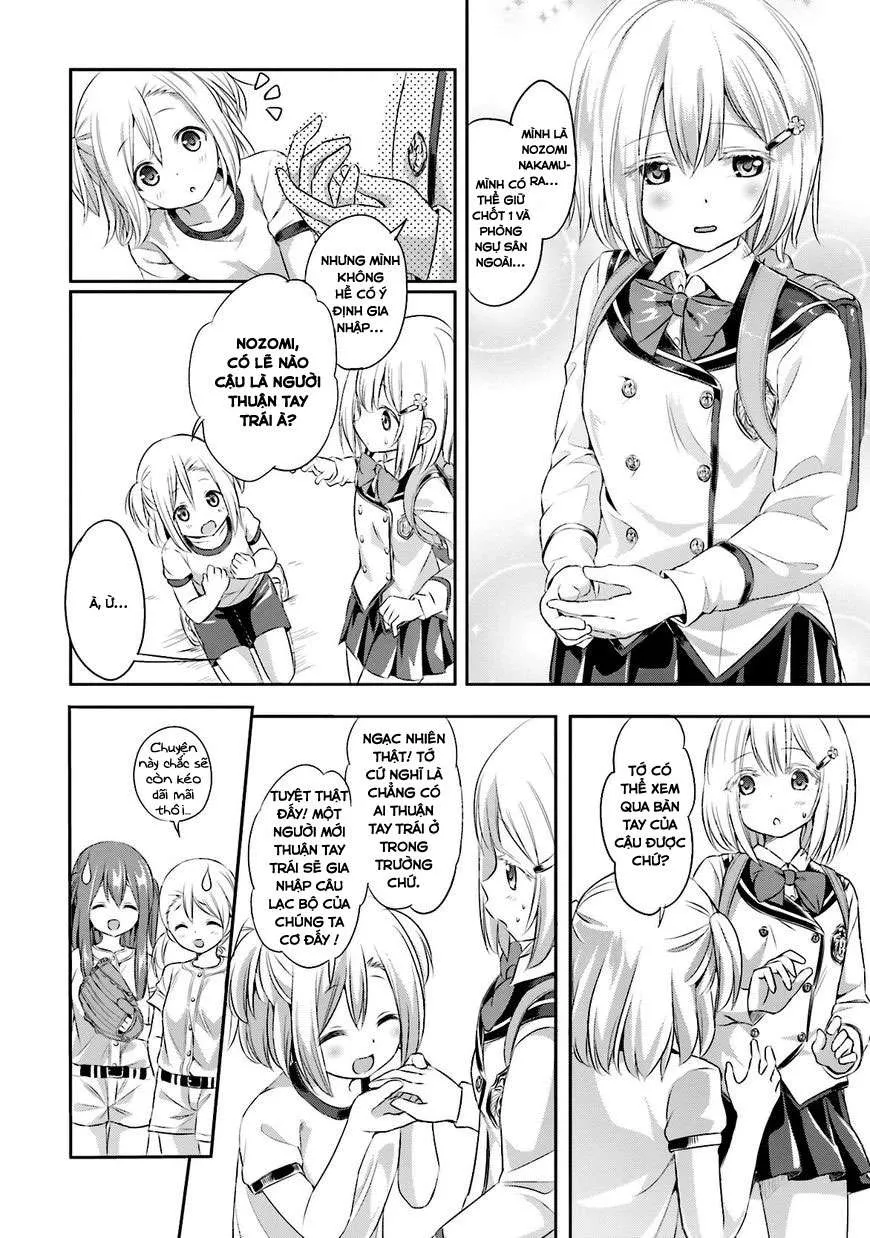 MÌNH LÀ
NOZOMI
NAKAMU-
RA...
MÌNH CÓ
THỂ GIỮ
CHỐT 1 VÀ
PHÒNG
NGỰ SÂN
NGOÀI...
NHƯNG MÌNH
KHÔNG
HỀ CÓ Ý
ĐỊNH GIA
NHẬP...
NOZOMI,
CÓ LẼ NÀO
CẬU LÀ NGƯỜI
THUẬN TAY
TRÁI À?
À, Ừ...
TỚ CÓ
THỂ XEM
QUA BÀN
TAY CỦA
CẬU ĐƯỢC
CHỨ?
NGẠC NHIÊN
THẬT! TỚ
CỨ NGHĨ LÀ
CHẲNG CÓ
AI THUẬN
TAY TRÁI Ở
TRONG
TRƯỜNG
CHỨ.
TUYỆT THẬT
ĐẤY! MỘT
NGƯỜI MỚI
THUẬN TAY
TRÁI SẼ GIA
NHẬP CÂU
LẠC BỘ CỦA
CHÚNG TA
CƠ ĐẤY !
Chuyện
này chắc sẽ
còn kéo
dài mãi
thôi...